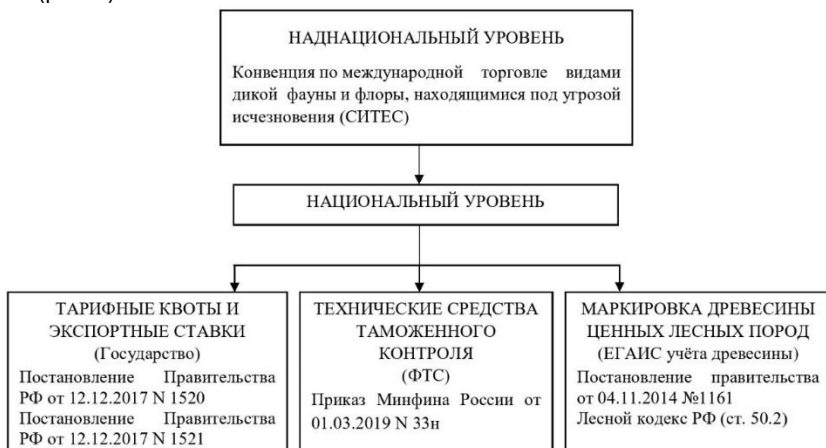 НАДНАЦИОНАЛЬНЫЙ УРОВЕНЬ
Конвенция по международной торговле видами
дикой фауны и флоры, находящимися под угрозой
исчезновения (СИТЕС)
НАЦИОНАЛЬНЫЙ УРОВЕНЬ
ТАРИФНЫЕ КВОТЫ И
ЭКСПОРТНЫЕ СТАВКИ
(Государство)
Постановление Правительства
РФ от 12.12.2017 N 1520
Постановление Правительства
РФ от 12.12.2017 N 1521
ТЕХНИЧЕСКИЕ СРЕДСТВА
ТАМОЖЕННОГО
КОНТРОЛЯ
(ФТС)
Приказ Минфина России от
01.03.2019 N 33н
МАРКИРОВКА ДРЕВЕСИНЫ
ЦЕННЫХ ЛЕСНЫХ ПОРОД
(ЕГАИС учёта древесины)
Постановление правительства
от 04.11.2014 №1161
Лесной кодекс РФ (ст. 50.2)